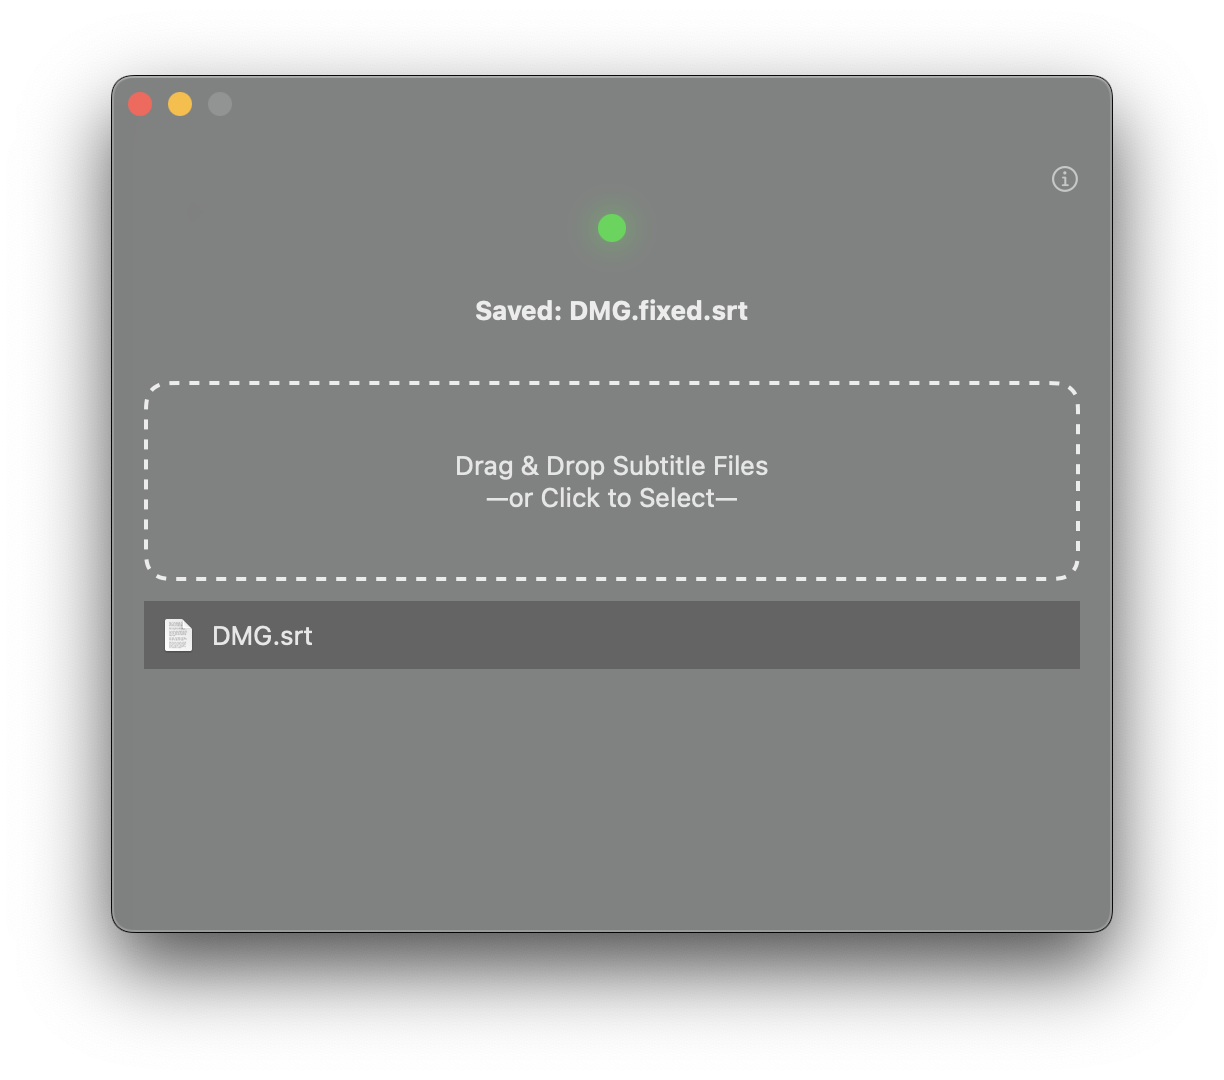 Saved: DMG.fixed.srt
Drag & Drop Subtitle Files
—or Click to Select—
DMG.srt